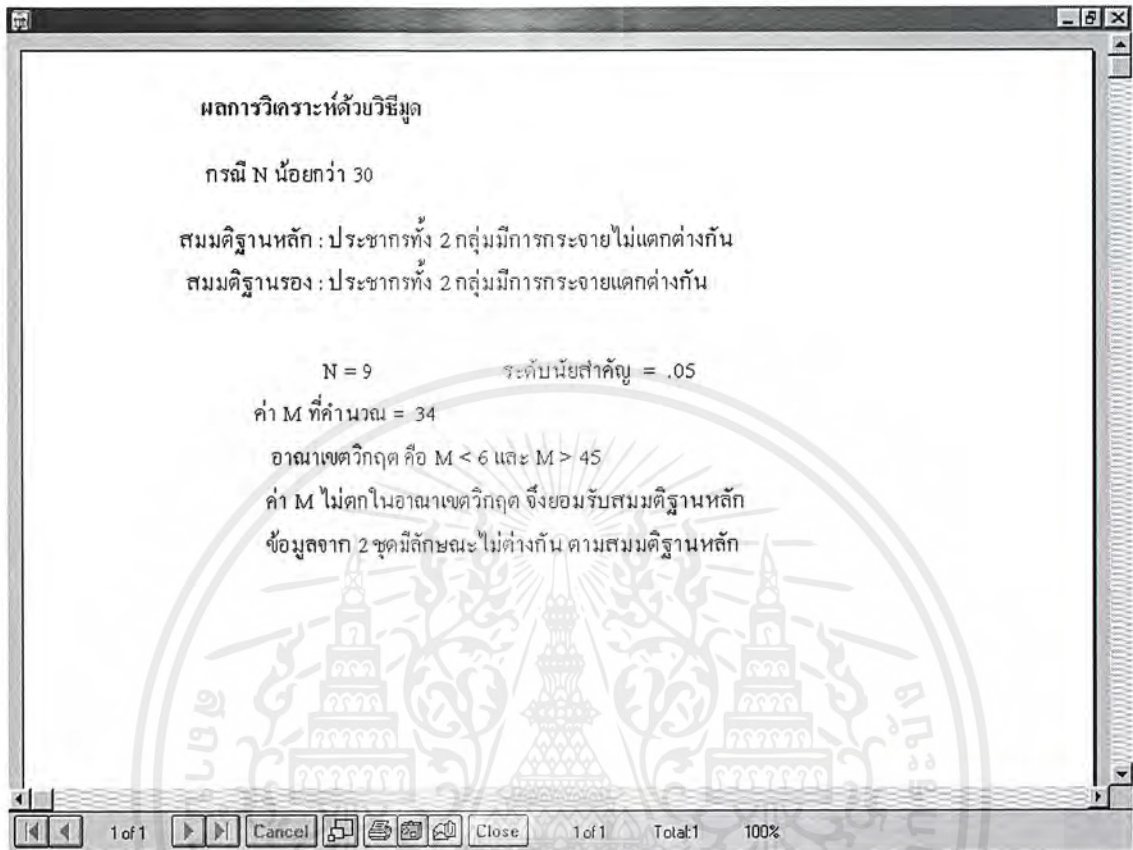 ผลการวิเคราะห์ด้วยวิธีมูด
กรณี N น้อยกว่า 30
สมมติฐานหลัก : ประชากรทั้ง 2 กลุ่มมีการกระจายไม่แตกต่างกัน
สมมติฐานรอง : ประชากรทั้ง 2 กลุ่มมีการกระจายแตกต่างกัน
N = 9 ระดับนัยสำคัญ = .05
ค่า M ที่คำนวณ = 34
อาณาเขตวิกฤต คือ M < 6 และ M > 45
ค่า M ไม่ตกในอาณาเขตวิกฤต จึงยอมรับสมมติฐานหลัก
ข้อมูลจาก 2 ชุดมีลักษณะไม่ต่างกัน ตามสมมติฐานหลัก
1 of 1 Cancel Close 1 of 1 Total:1 100%